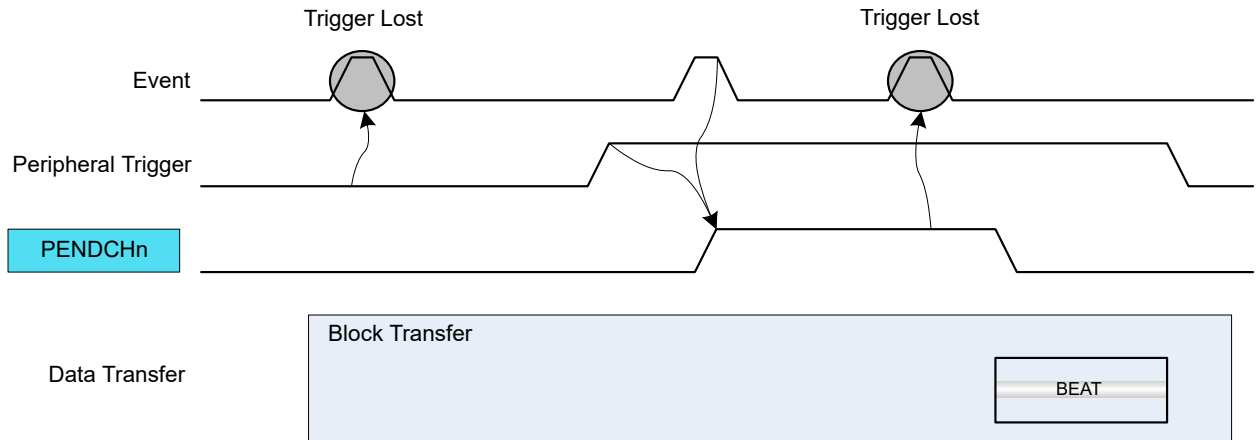 Trigger Lost
Trigger Lost
Event
Peripheral Trigger
PENDCHn
Block Transfer
Data Transfer
BEAT